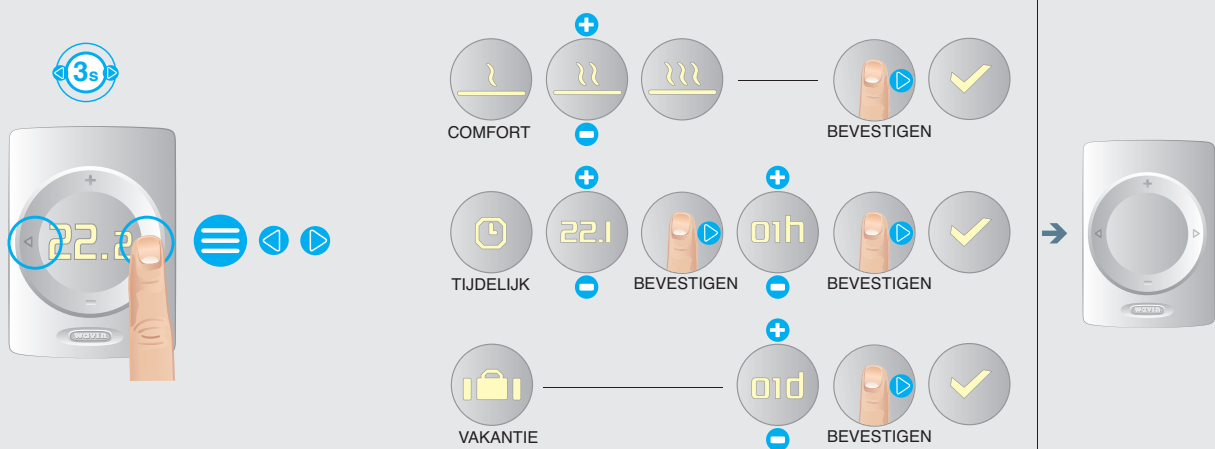 3s
COMFORT
BEVESTIGEN
22.2
wavin
22.1
01h
TIJDELIJK
BEVESTIGEN
BEVESTIGEN
wavin
01d
VAKANTIE
BEVESTIGEN